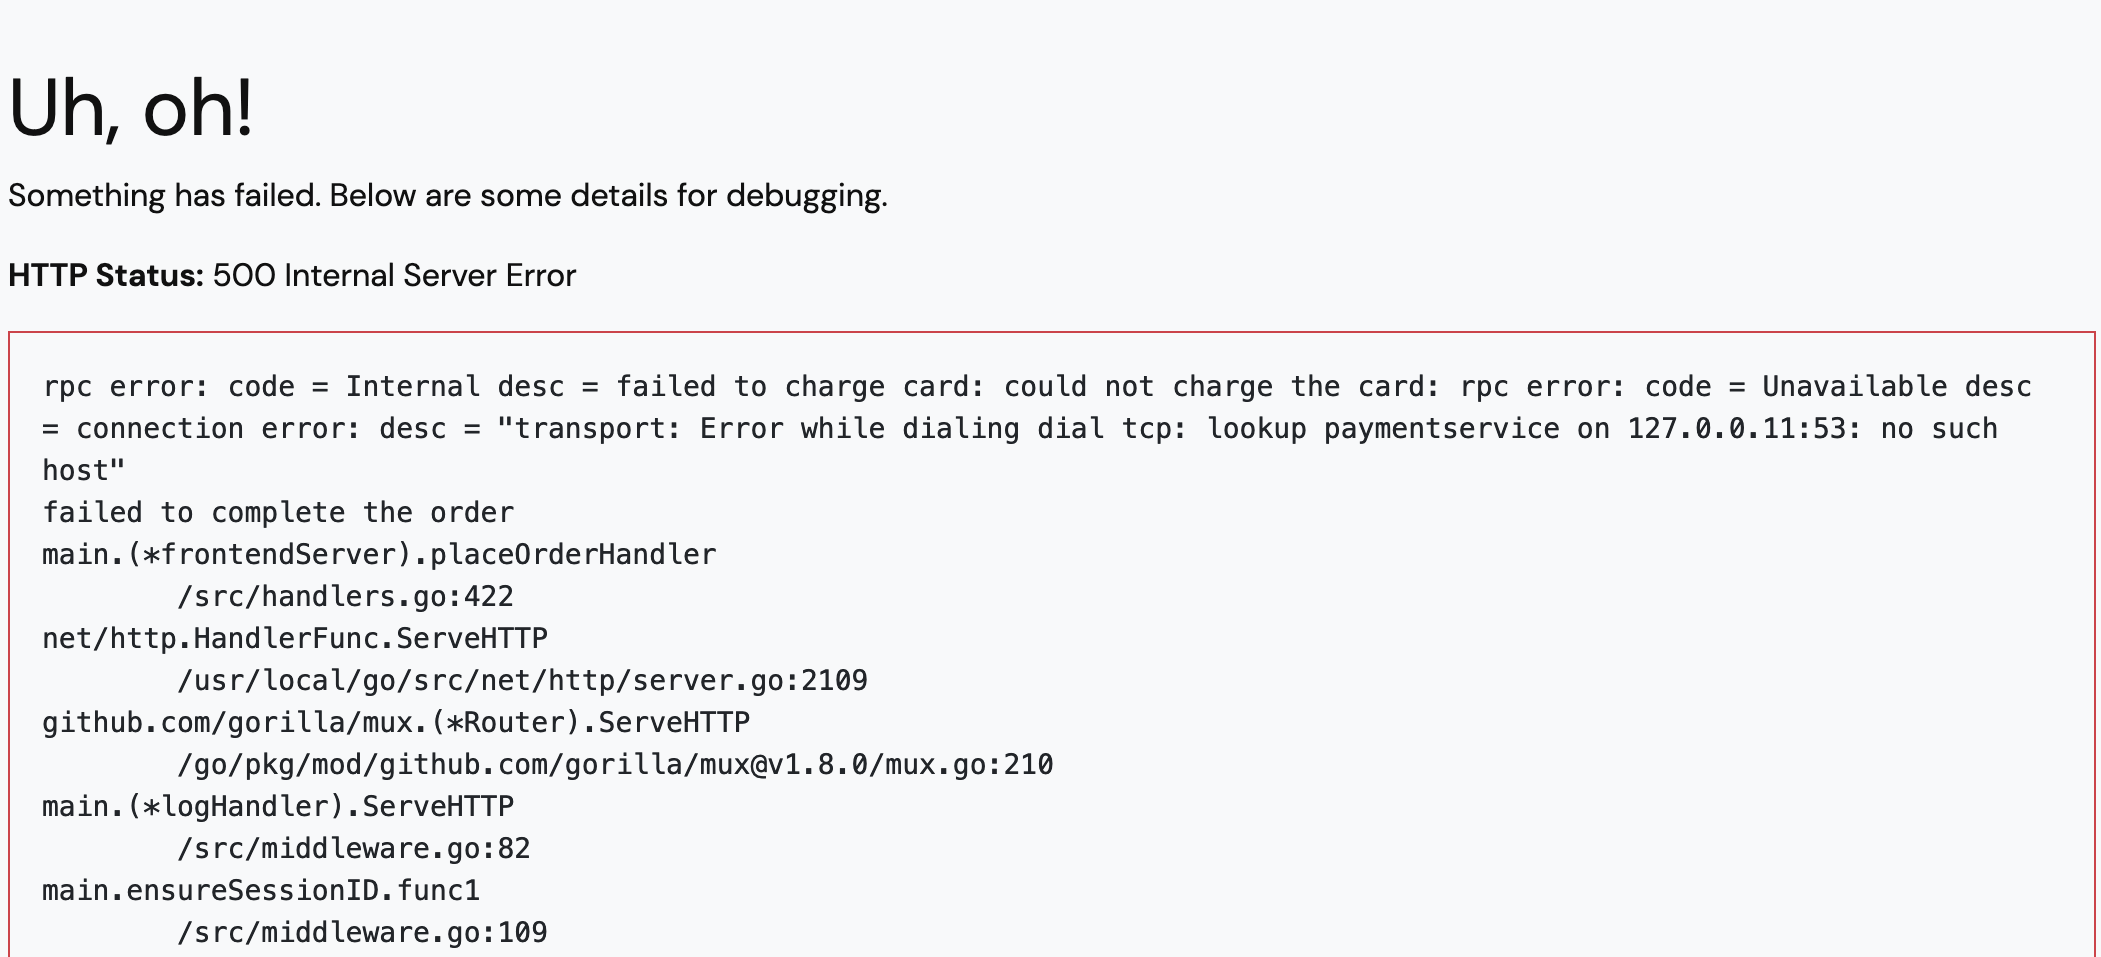 Uh, oh!
Something has failed. Below are some details for debugging.
HTTP Status: 500 Internal Server Error
rpc error: code = Internal desc = failed to charge card: could not charge the card: rpc error: code = Unavailable desc
= connection error: desc = "transport: Error while dialing dial tcp: lookup paymentservice on 127.0.0.11:53: no such
host"
failed to complete the order
main.(*frontendServer).placeOrderHandler
        /src/handlers.go:422
net/http.HandlerFunc.ServeHTTP
        /usr/local/go/src/net/http/server.go:2109
github.com/gorilla/mux.(*Router).ServeHTTP
        /go/pkg/mod/github.com/gorilla/mux@v1.8.0/mux.go:210
main.(*logHandler).ServeHTTP
        /src/middleware.go:82
main.ensureSessionID.func1
        /src/middleware.go:109